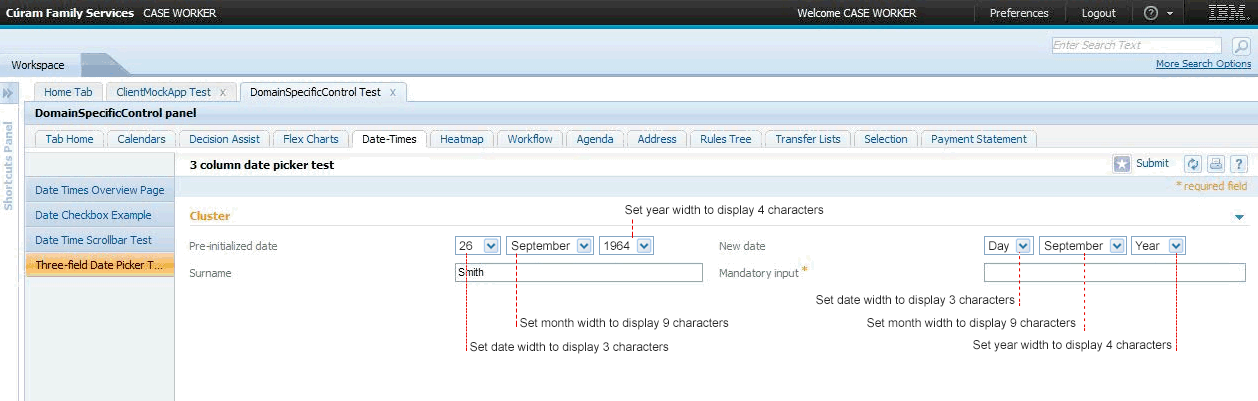 Cúram Family Services CASE WORKER Welcome CASE WORKER Preferences Logout ? IBM.
Enter Search Text
Workspace More Search Options
Home Tab ClientMockApp Test x DomainSpecificControl Test x
DomainSpecificControl panel
Shortcuts Panel
Tab Home Calendars Decision Assist Flex Charts Date-Times Heatmap Workflow Agenda Address Rules Tree Transfer Lists Selection Payment Statement
3 column date picker test Submit ?
Date Times Overview Page
Date Checkbox Example
Date Time Scrollbar Test
Three-field Date Picker T...
* required field
Set year width to display 4 characters
Cluster
Pre-initialized date 26 September 1964 New date Day September Year
Surname Smith Mandatory input *
Set date width to display 3 characters
Set month width to display 9 characters Set month width to display 9 characters
Set date width to display 3 characters Set year width to display 4 characters